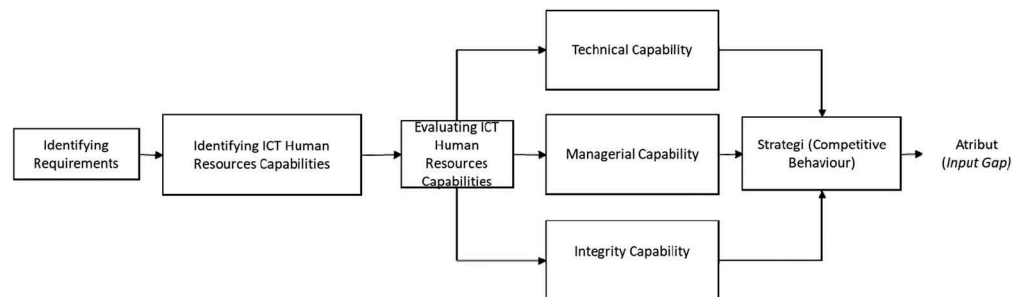 Identifying
Requirements
Identifying ICT Human
Resources Capabilities
Evaluating ICT
Human
Resources
Capabilities
Technical Capability
Managerial Capability
Integrity Capability
Strategi (Competitive
Behaviour)
Atribut
(Input Gap)